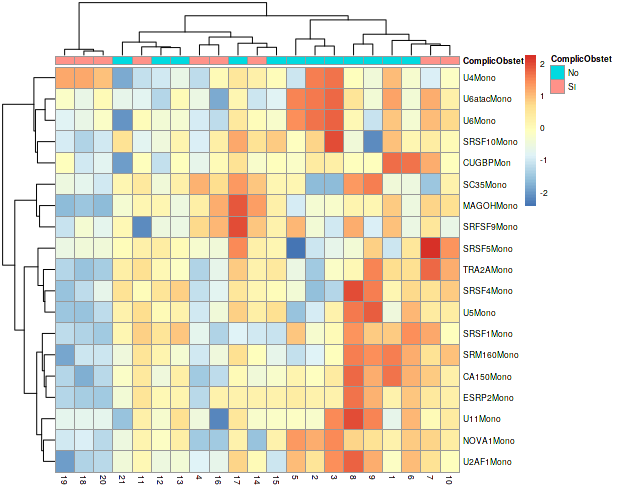 ComplicObstet
U4Mono
U6atacMono
U6Mono
SRSF10Mono
CUGBPMon
SC35Mono
MAGOHMono
SRFSF9Mono
SRSF5Mono
TRA2AMono
SRSF4Mono
U5Mono
SRSF1Mono
SRM160Mono
CA150Mono
ESRP2Mono
U11Mono
NOVA1Mono
U2AF1Mono
19 18 20 21 11 12 13 4 16 17 14 15 5 2 3 8 9 1 6 7 10
2
1
0
-1
-2
ComplicObstet
No
SI